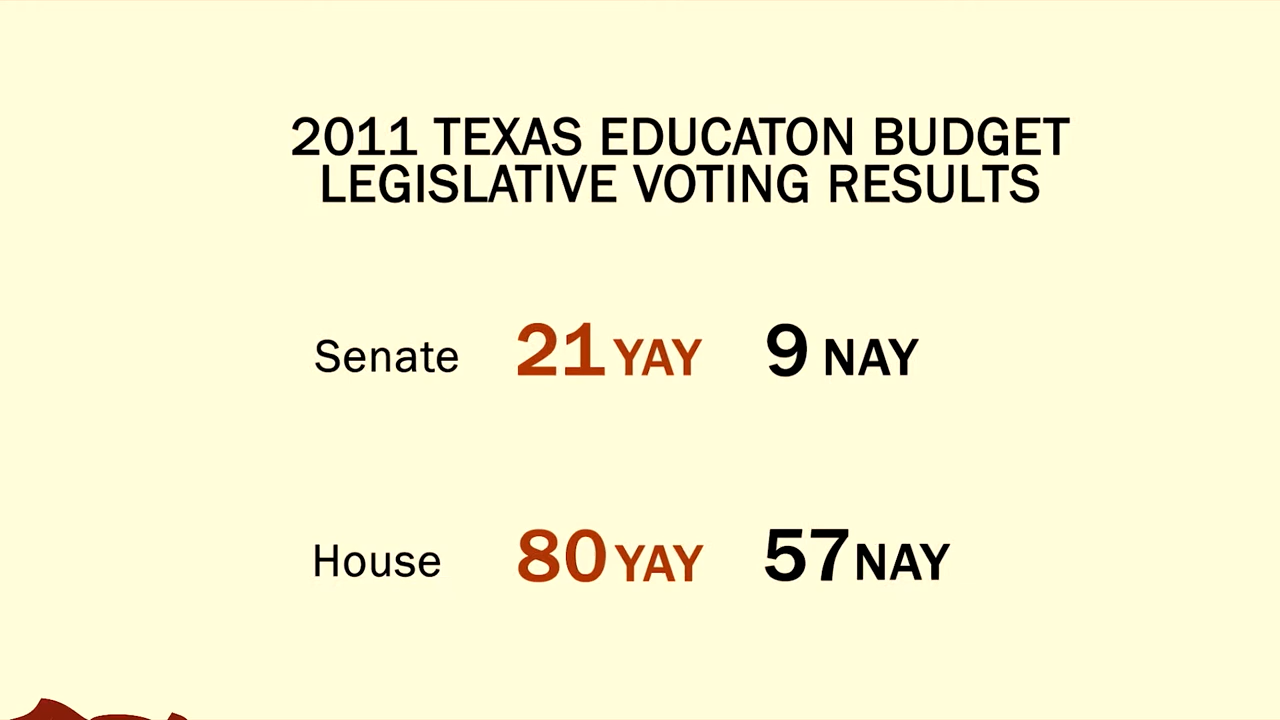 2011 TEXAS EDUCATON BUDGET
LEGISLATIVE VOTING RESULTS
Senate 21 YAY 9 NAY
House 80 YAY 57 NAY